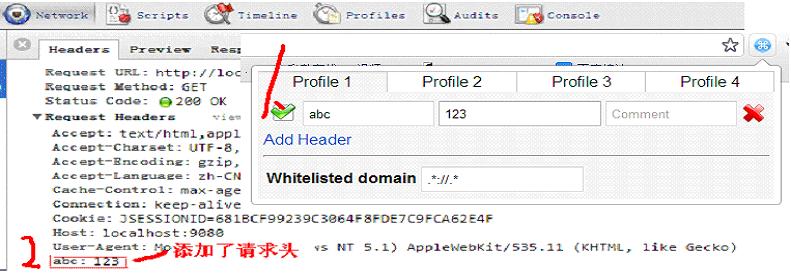 Network Scripts Timeline Profiles Audits Console
Headers Preview
Request URL: http://loc
Request Method: GET
Status Code: 200 OK
Request Headers view
Accept: text/html,appl
Accept-Charset: UTF-8,
Accept-Encoding: gzip,
Accept-Language: zh-CN
Cache-Control: max-age
Connection: keep-alive
Cookie: JSESSIONID=681BCF99239C3064F8FDE7C9FCA62E4F
Host: localhost:9080
User-Agent: Mo vs NT 5.1) AppleWebKit/535.11 (KHTML, like Gecko)
2 abc: 123 添加了请求头
1
Profile 1 Profile 2 Profile 3 Profile 4
abc 123 Comment
Add Header
Whitelisted domain .*://.*